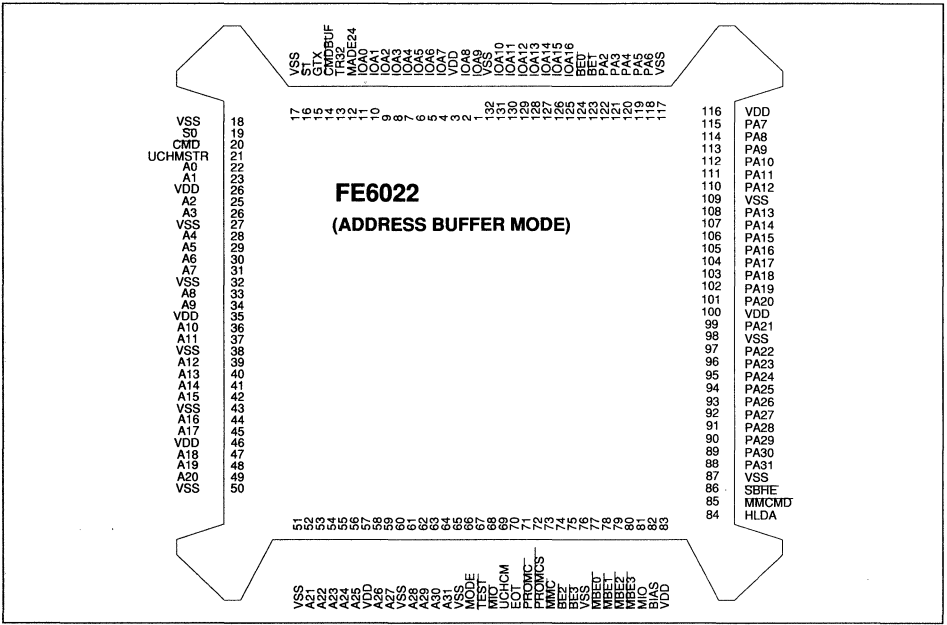 VSS S1 GTX CMDBUF TR32 MADE24 IOA0 IOA1 IOA2 IOA3 IOA4 IOA5 IOA6 IOA7 VDD IOA8 IOA9 VSS IOA10 IOA11 IOA12 IOA13 IOA14 IOA15 IOA16 BE0 BET PA2 PA3 PA4 PA5 PA6 VSS
17 16 15 14 13 12 11 10 9 8 7 6 5 4 3 2 1 132 131 130 129 128 127 126 125 124 123 122 121 120 119 118 117
VSS 18
S0 19
CMD 20
UCHMSTR 21
A0 22
A1 23
VDD 26
A2 25
A3 26
VSS 27
A4 28
A5 29
A6 30
A7 31
VSS 32
A8 33
A9 34
VDD 35
A10 36
A11 37
VSS 38
A12 39
A13 40
A14 41
A15 42
VSS 43
A16 44
A17 45
VDD 46
A18 47
A19 48
A20 49
VSS 50
FE6022
(ADDRESS BUFFER MODE)
116 VDD
115 PA7
114 PA8
113 PA9
112 PA10
111 PA11
110 PA12
109 VSS
108 PA13
107 PA14
106 PA15
105 PA16
104 PA17
103 PA18
102 PA19
101 PA20
100 VDD
99 PA21
98 VSS
97 PA22
96 PA23
95 PA24
94 PA25
93 PA26
92 PA27
91 PA28
90 PA29
89 PA30
88 PA31
87 VSS
86 SBHE
85 MMCMD
84 HLDA
51 52 53 54 55 56 57 58 59 60 61 62 63 64 65 66 67 68 69 70 71 72 73 74 75 76 77 78 79 80 81 82 83
VSS A21 A22 A23 A24 A25 VDD A26 A27 VSS A28 A29 A30 A31 VSS MODE TEST MIO UCHCM EOT PROMC PROMCS MMC BE2 BE3 VSS MBE0 MBE1 MBE2 MBE3 MIO BIAS VDD